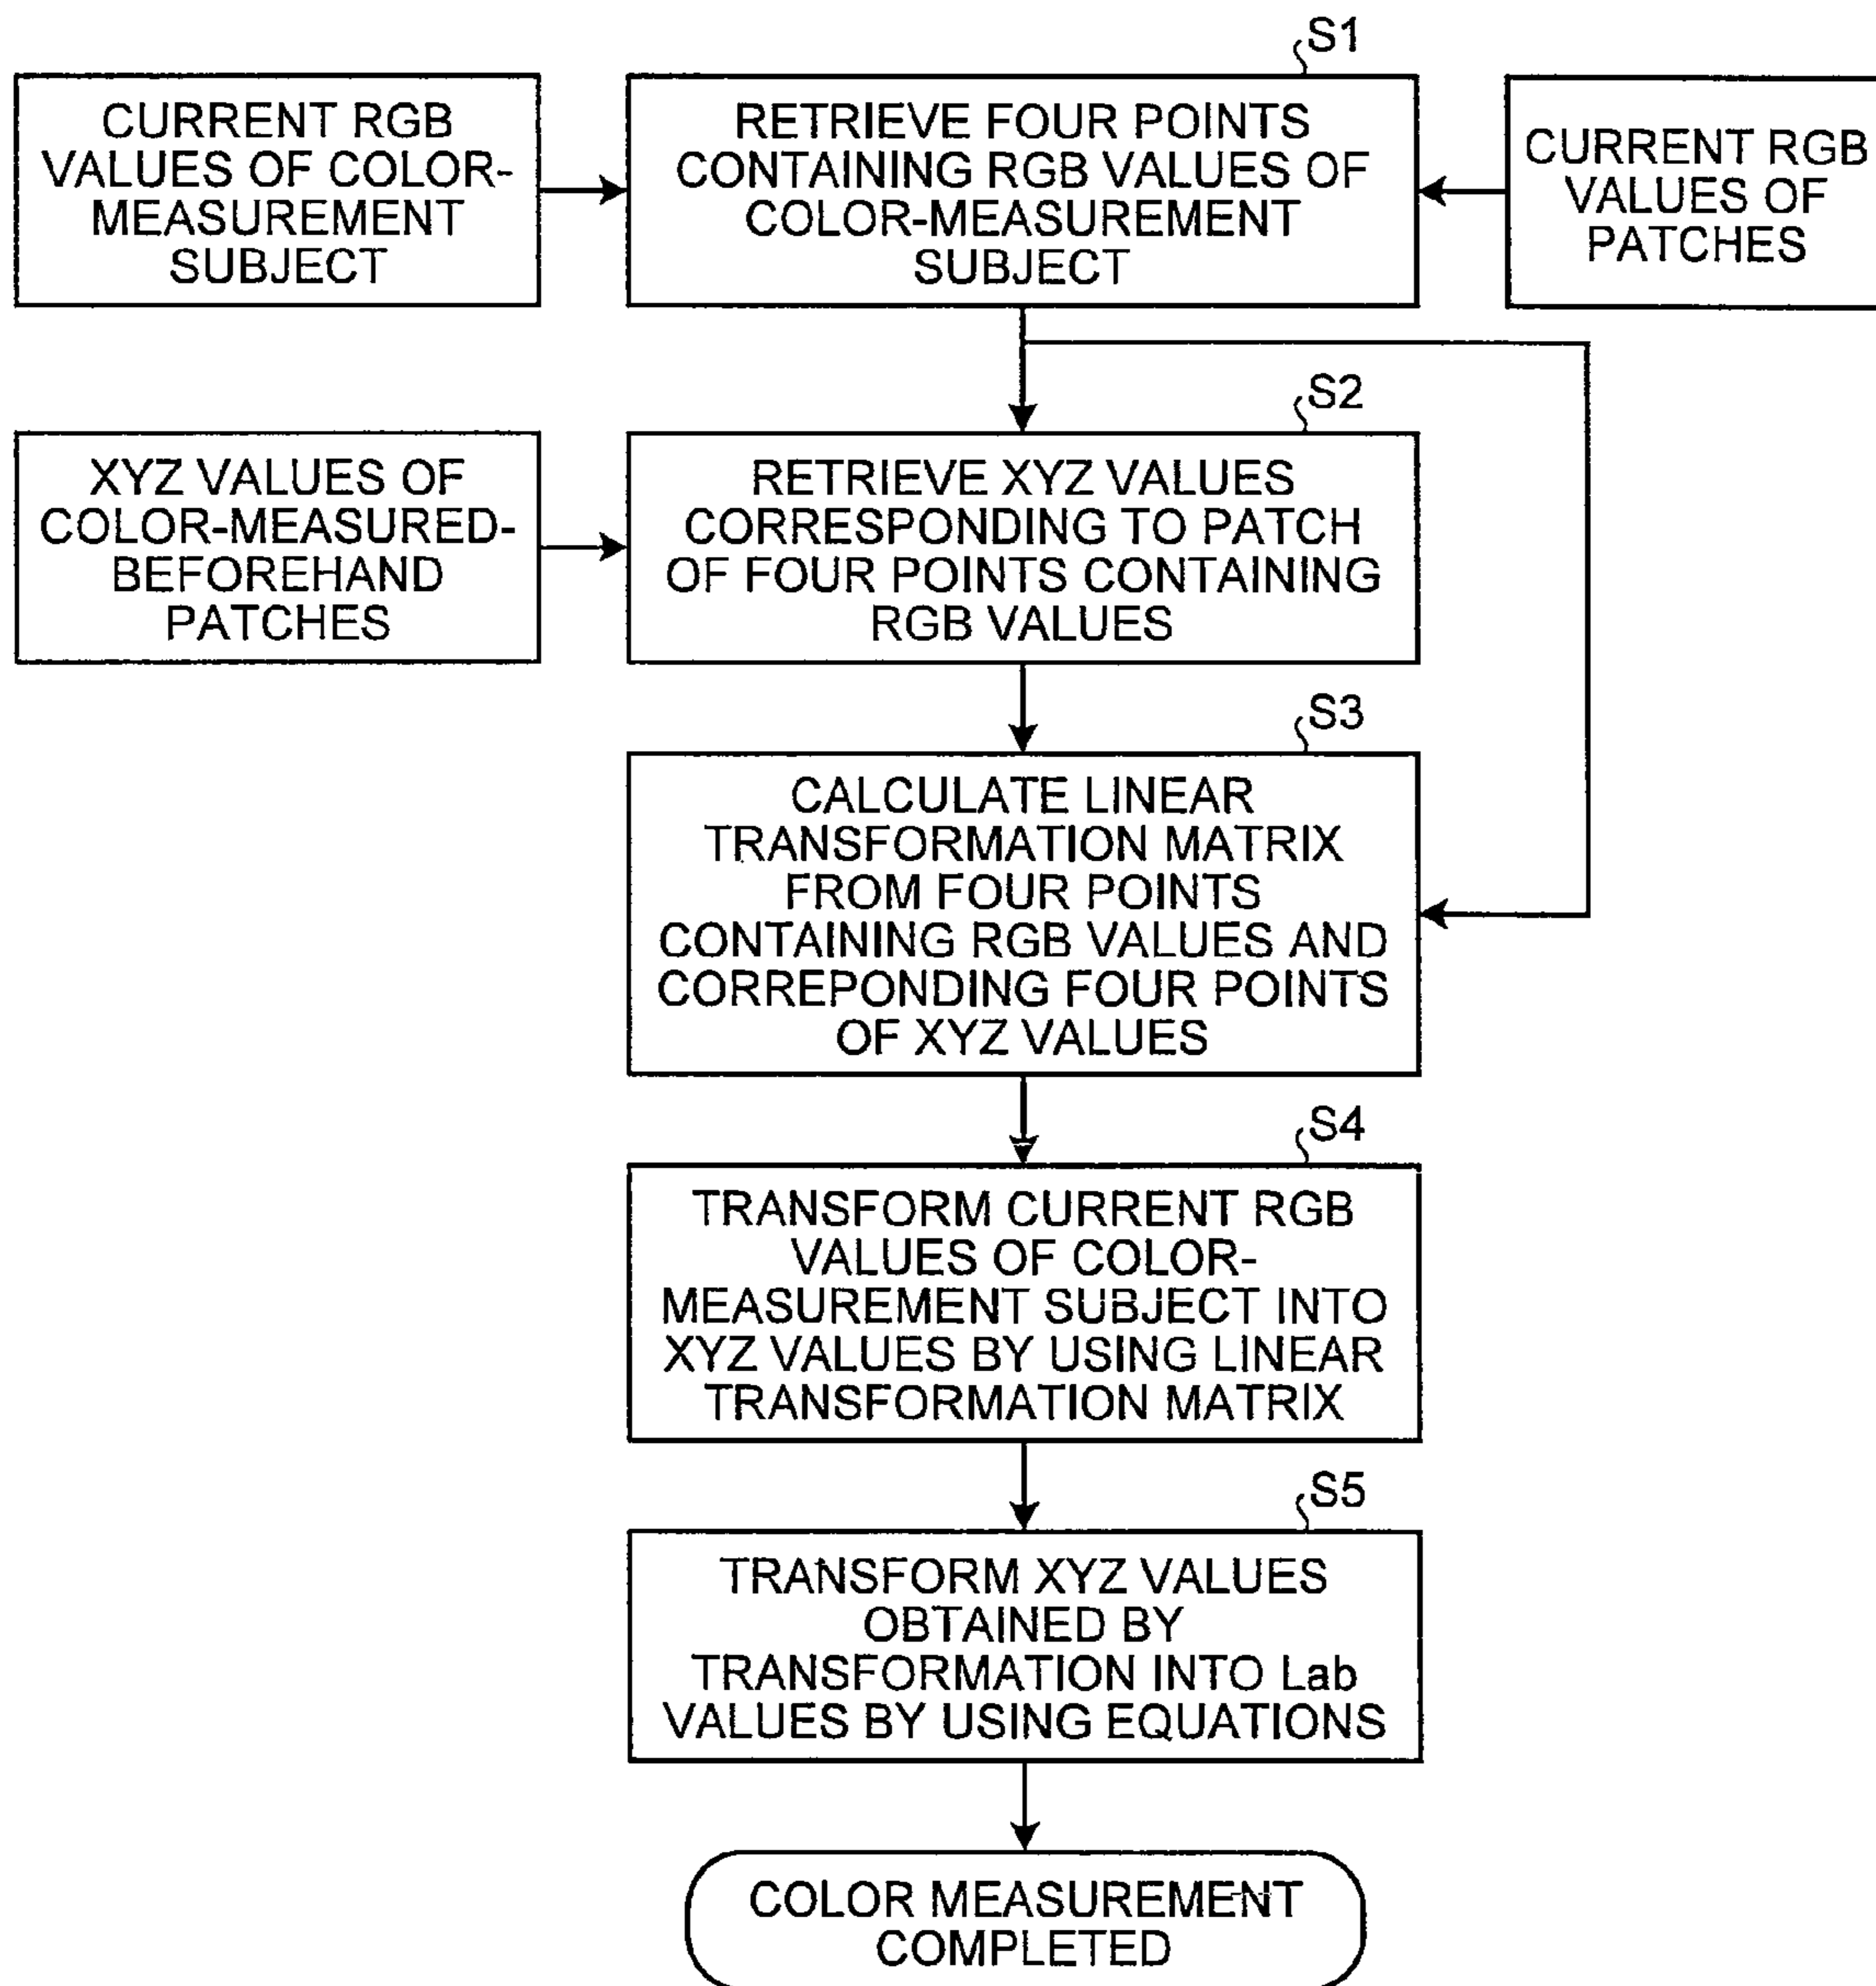 S1
CURRENT RGB
VALUES OF COLOR-
MEASUREMENT
SUBJECT
RETRIEVE FOUR POINTS
CONTAINING RGB VALUES OF
COLOR-MEASUREMENT
SUBJECT
CURRENT RGB
VALUES OF
PATCHES
S2
XYZ VALUES OF
COLOR-MEASURED-
BEFOREHAND
PATCHES
RETRIEVE XYZ VALUES
CORRESPONDING TO PATCH
OF FOUR POINTS CONTAINING
RGB VALUES
S3
CALCULATE LINEAR
TRANSFORMATION MATRIX
FROM FOUR POINTS
CONTAINING RGB VALUES AND
CORREPONDING FOUR POINTS
OF XYZ VALUES
S4
TRANSFORM CURRENT RGB
VALUES OF COLOR-
MEASUREMENT SUBJECT INTO
XYZ VALUES BY USING LINEAR
TRANSFORMATION MATRIX
S5
TRANSFORM XYZ VALUES
OBTAINED BY
TRANSFORMATION INTO Lab
VALUES BY USING EQUATIONS
COLOR MEASUREMENT
COMPLETED